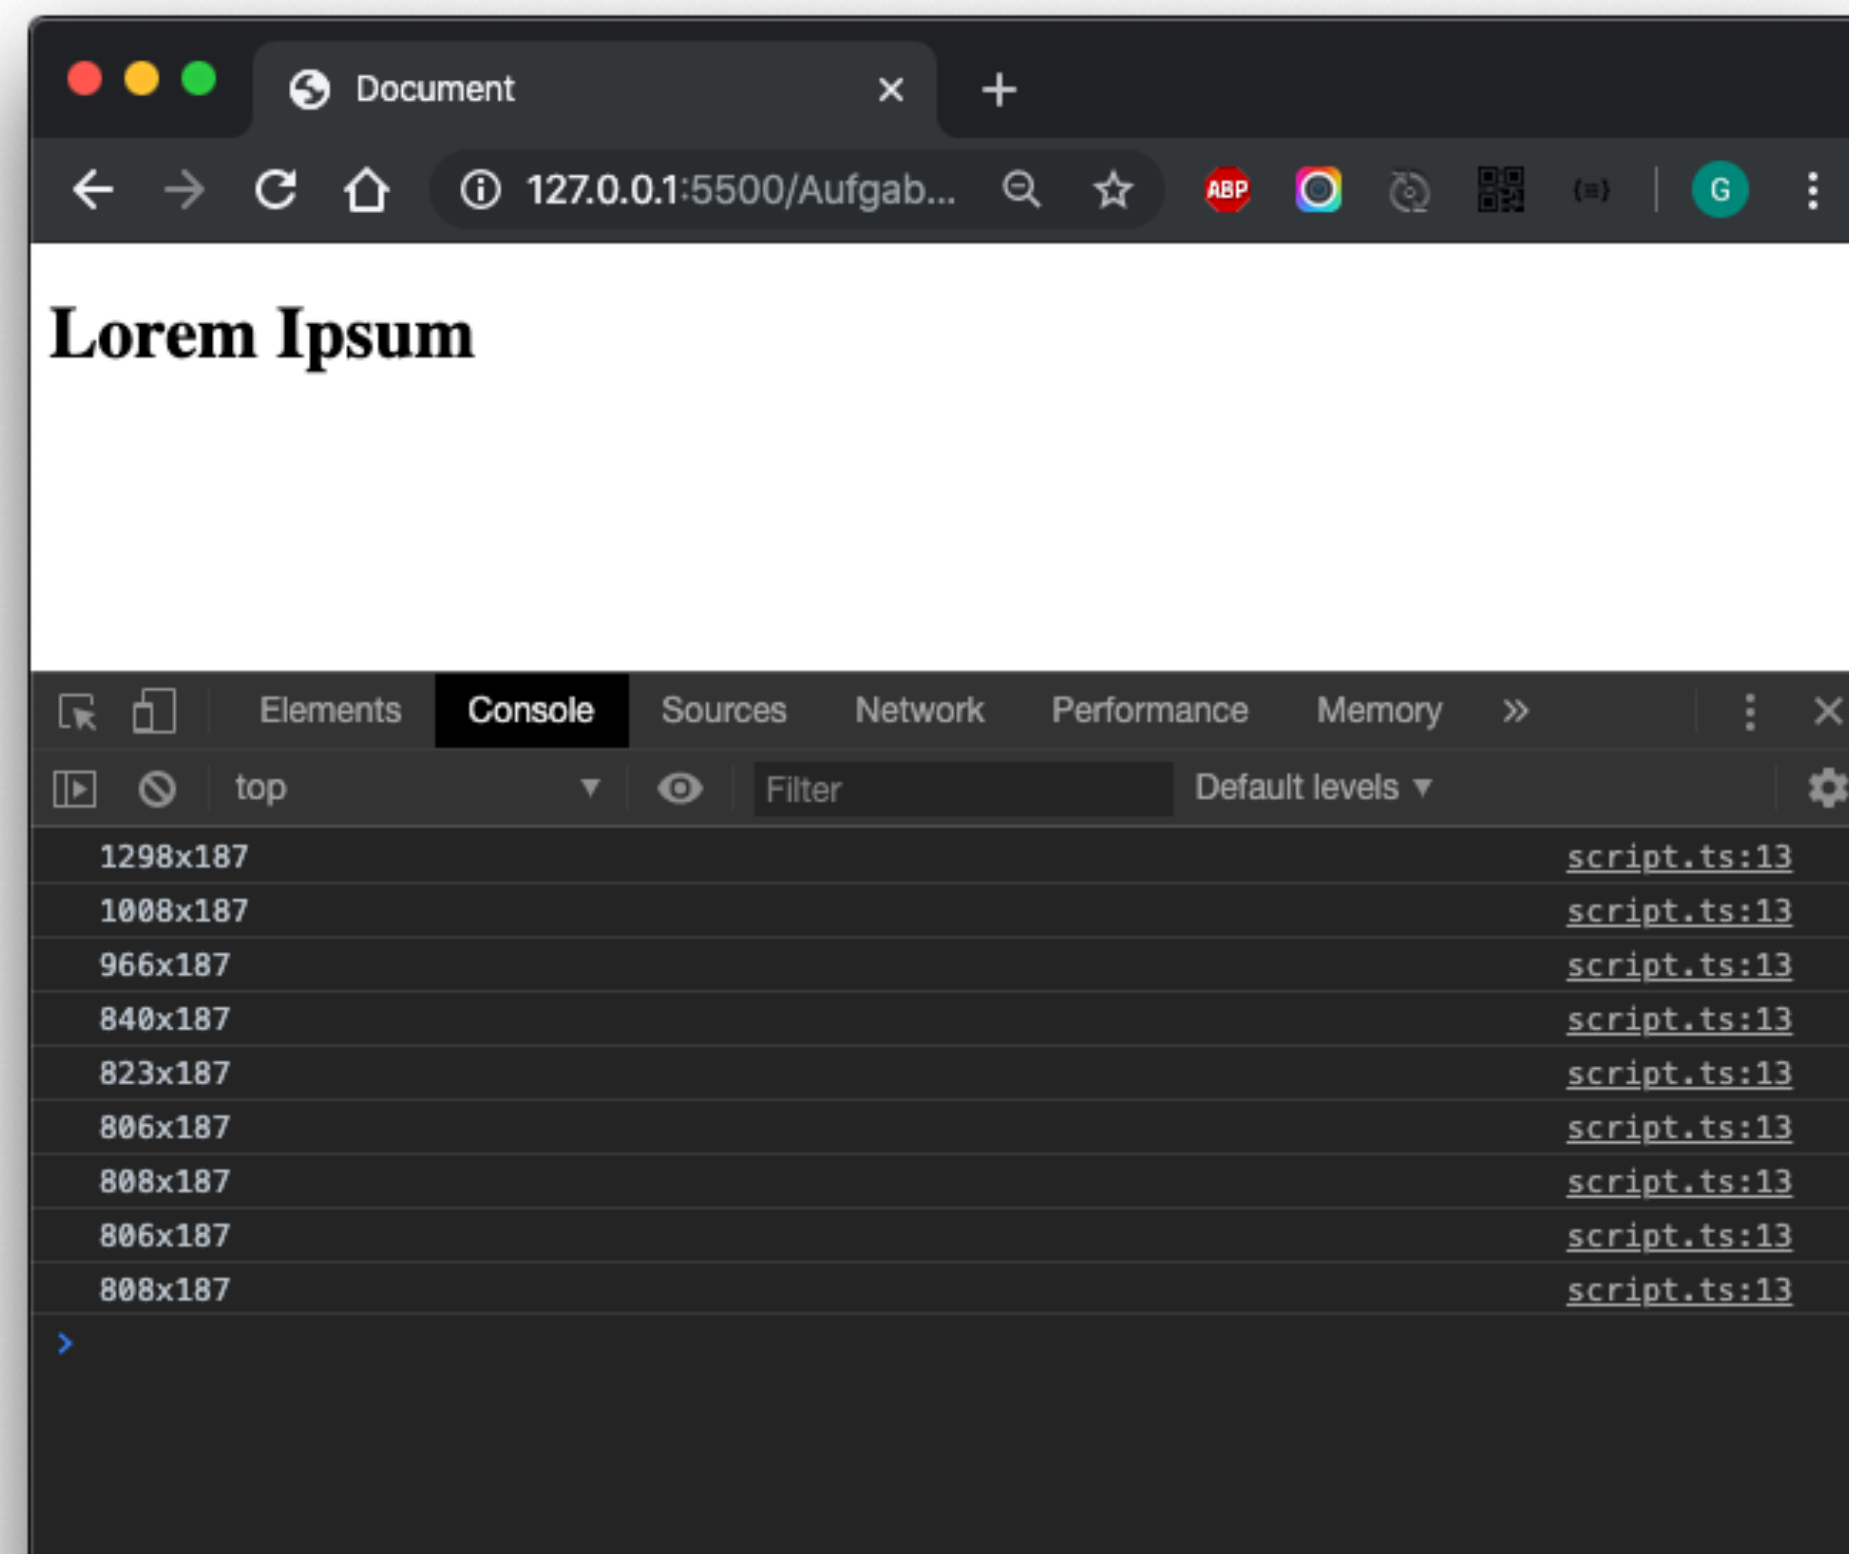 Document
127.0.0.1:5500/Aufgab...
ABP
G
Lorem Ipsum
Elements Console Sources Network Performance Memory »
top Filter Default levels
1298x187 script.ts:13
1008x187 script.ts:13
966x187 script.ts:13
840x187 script.ts:13
823x187 script.ts:13
806x187 script.ts:13
808x187 script.ts:13
806x187 script.ts:13
808x187 script.ts:13